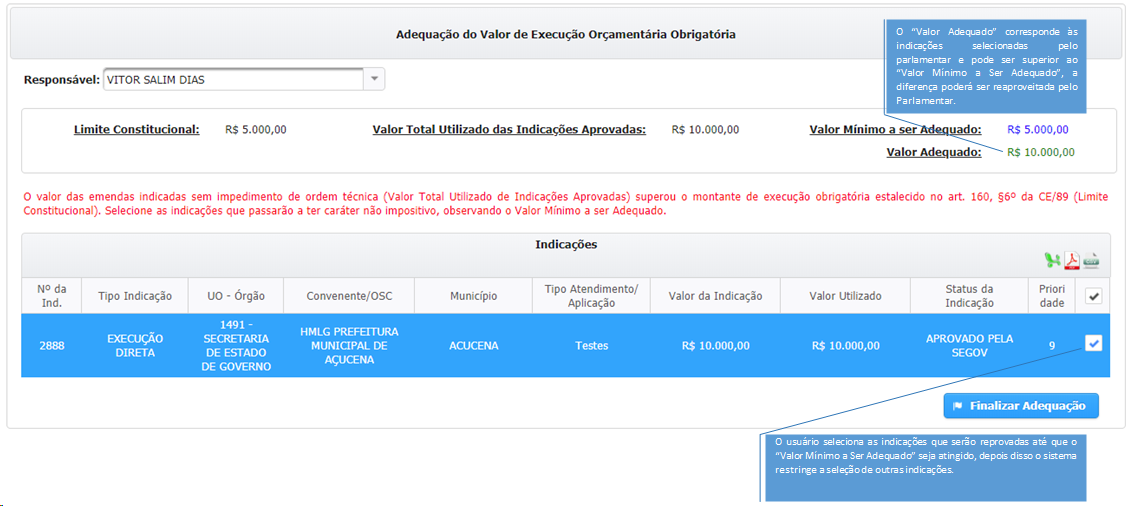 Adequação do Valor de Execução Orçamentária Obrigatória
O "Valor Adequado" corresponde às
indicações selecionadas pelo
parlamentar e pode ser superior ao
"Valor Mínimo a Ser Adequado", a
diferença poderá ser reaproveitada pelo
Parlamentar.
Responsável: VITOR SALIM DIAS
Limite Constitucional: R$ 5.000,00 Valor Total Utilizado das Indicações Aprovadas: R$ 10.000,00 Valor Mínimo a ser Adequado: R$ 5.000,00
Valor Adequado: R$ 10.000,00
O valor das emendas indicadas sem impedimento de ordem técnica (Valor Total Utilizado de Indicações Aprovadas) superou o montante de execução obrigatória estalecido no art. 160, §6º da CE/89 (Limite
Constitucional). Selecione as indicações que passarão a ter caráter não impositivo, observando o Valor Mínimo a ser Adequado.
Indicações
Nº da
Ind.
Tipo Indicação
UO - Órgão
Convenente/OSC
Município
Tipo Atendimento/
Aplicação
Valor da Indicação
Valor Utilizado
Status da
Indicação
Priori
dade
2888
EXECUÇÃO
DIRETA
1491 -
SECRETARIA
DE ESTADO
DE GOVERNO
HMLG PREFEITURA
MUNICIPAL DE
AÇUCENA
ACUCENA
Testes
R$ 10.000,00
R$ 10.000,00
APROVADO PELA
SEGOV
9
Finalizar Adequação
O usuário seleciona as indicações que serão reprovadas até que o
"Valor Mínimo a Ser Adequado" seja atingido, depois disso o sistema
restringe a seleção de outras indicações.